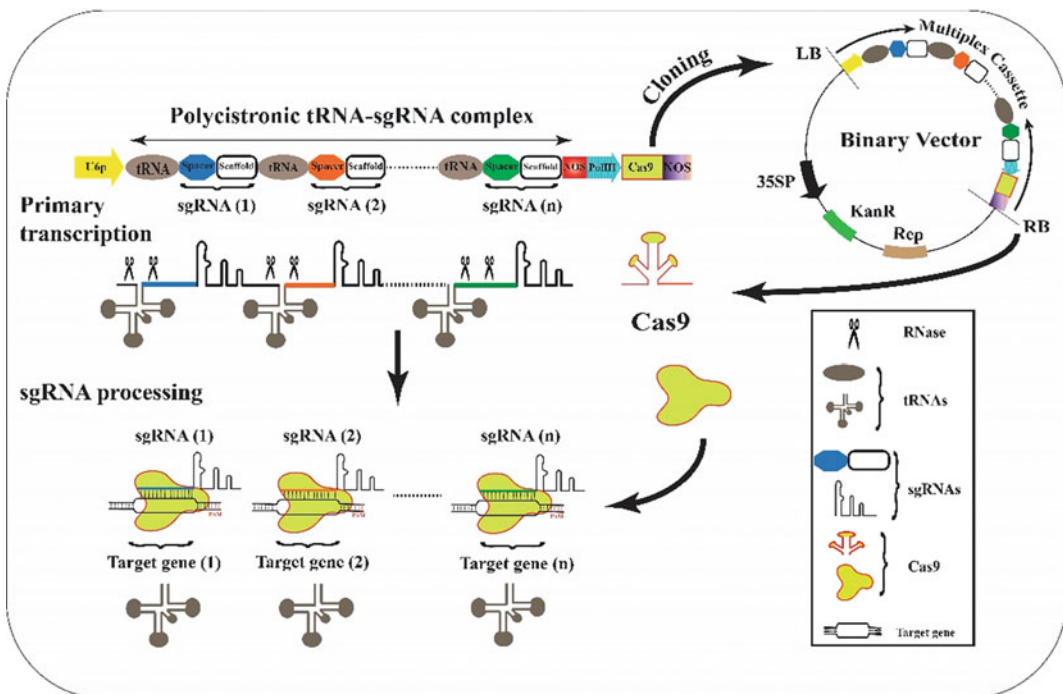 Polycistronic tRNA-sgRNA complex
U6p
tRNA
Spacer
Scaffold
tRNA
Spacer
Scaffold
tRNA
Spacer
Scaffold
NOS
PolIII
Cas9
NOS
sgRNA (1)
sgRNA (2)
sgRNA (n)
Cloning
LB
Multiplex Cassette
Binary Vector
35SP
KanR
Rep
RB
Primary
transcription
Cas9
sgRNA processing
sgRNA (1)
sgRNA (2)
sgRNA (n)
PAM
PAM
PAM
Target gene (1)
Target gene (2)
Target gene (n)
RNase
tRNAs
sgRNAs
Cas9
Target gene